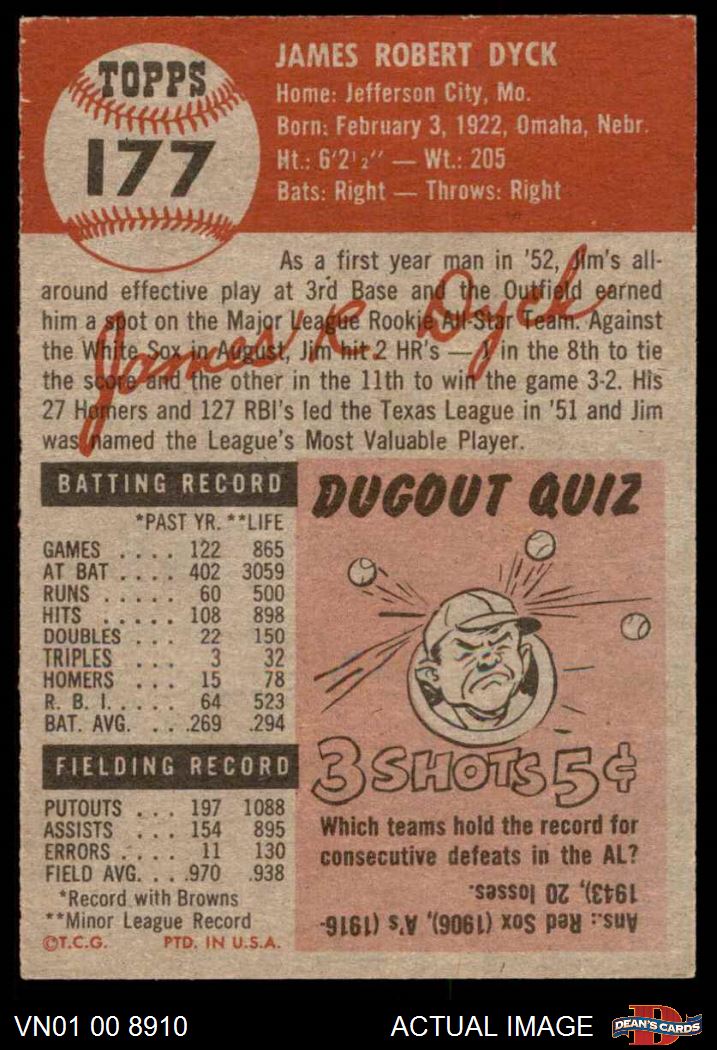 TOPPS
177
JAMES ROBERT DYCK
Home: Jefferson City, Mo.
Born: February 3, 1922, Omaha, Nebr.
Ht.: 6'2½" — Wt.: 205
Bats: Right — Throws: Right
As a first year man in '52, Jim's all-
around effective play at 3rd Base and the Outfield earned
him a spot on the Major League Rookie All-Star Team. Against
the White Sox in August, Jim hit 2 HR's — 1 in the 8th to tie
the score and the other in the 11th to win the game 3-2. His
27 Homers and 127 RBI's led the Texas League in '51 and Jim
was named the League's Most Valuable Player.
James R. Dyck
BATTING RECORD
*PAST YR. **LIFE
GAMES .... 122 865
AT BAT .... 402 3059
RUNS ..... 60 500
HITS ..... 108 898
DOUBLES ... 22 150
TRIPLES ... 3 32
HOMERS ... 15 78
R. B. I. .... 64 523
BAT. AVG. ... .269 .294
FIELDING RECORD
PUTOUTS ... 197 1088
ASSISTS ... 154 895
ERRORS .... 11 130
FIELD AVG. ... .970 .938
*Record with Browns
**Minor League Record
©T.C.G. PTD. IN U.S.A.
DUGOUT QUIZ
3 SHOTS 5¢
Which teams hold the record for
consecutive defeats in the AL?
Ans.: Red Sox (1906), A's (1916-
1943), 20 losses.
VN01 00 8910
ACTUAL IMAGE
D
DEAN'S CARDS